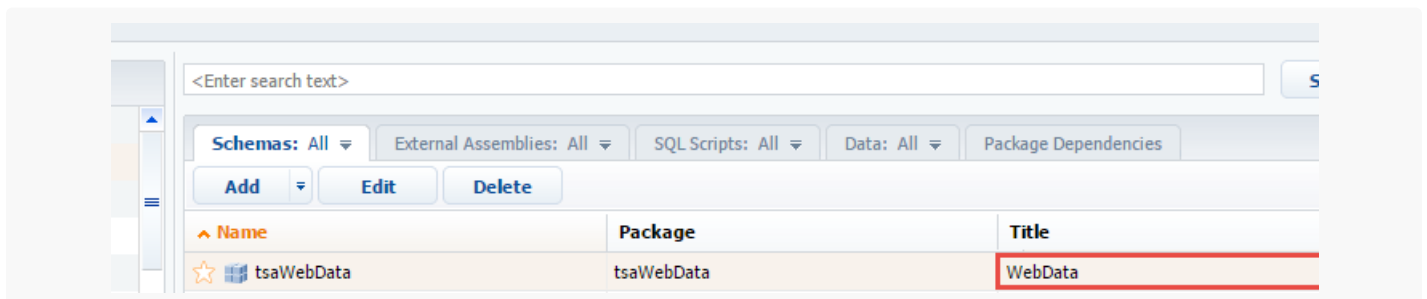 <Enter search text>
Schemas: All External Assemblies: All SQL Scripts: All Data: All Package Dependencies
Add Edit Delete
Name Package Title
tsaWebData tsaWebData WebData